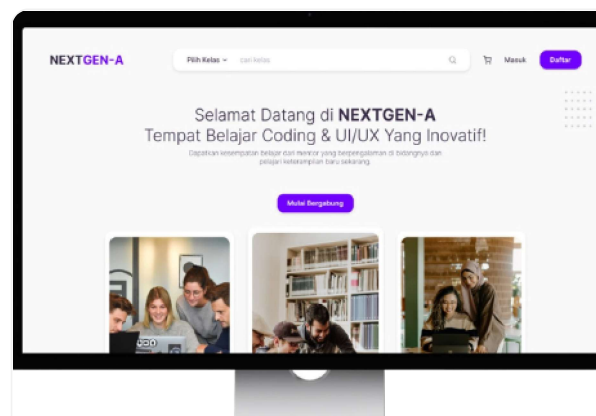 NEXTGEN-A
Pilih Kelas
cari kelas
Masuk
Daftar
Selamat Datang di NEXTGEN-A
Tempat Belajar Coding & UI/UX Yang Inovatif!
Dapatkan kesempatan belajar dari mentor yang berpengalaman di bidangnya dan
pelajari keterampilan baru sekarang.
Mulai Bergabung